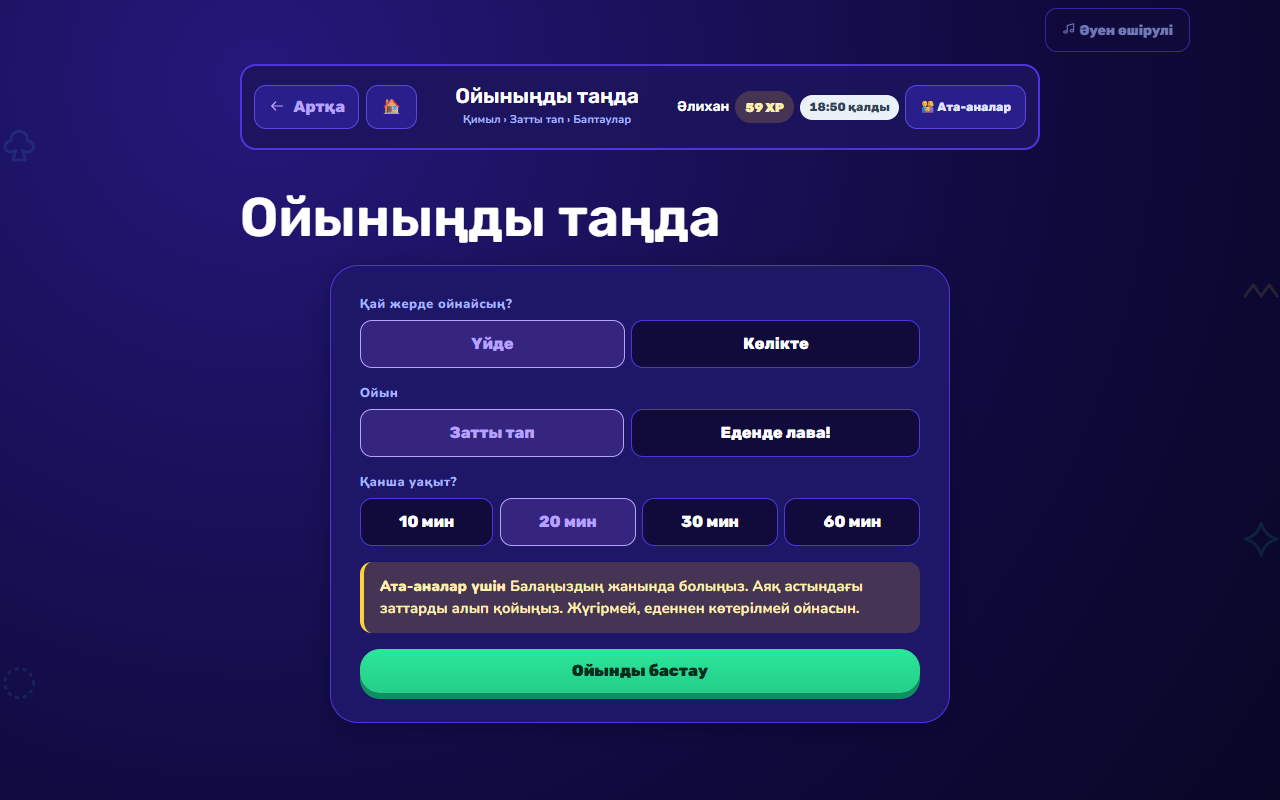 Әуен өшірулі
Артқа
Ойыныңды таңда
Қимыл › Затты тап › Баптаулар
Әлихан
59 XP
18:50 қалды
Ата-аналар
Ойыныңды таңда
Қай жерде ойнайсың?
Үйде
Көлікте
Ойын
Затты тап
Еденде лава!
Қанша уақыт?
10 мин
20 мин
30 мин
60 мин
Ата-аналар үшін Балаңыздың жанында болыңыз. Аяқ астындағы
заттарды алып қойыңыз. Жүгірмей, еденнен көтерілмей ойнасын.
Ойынды бастау